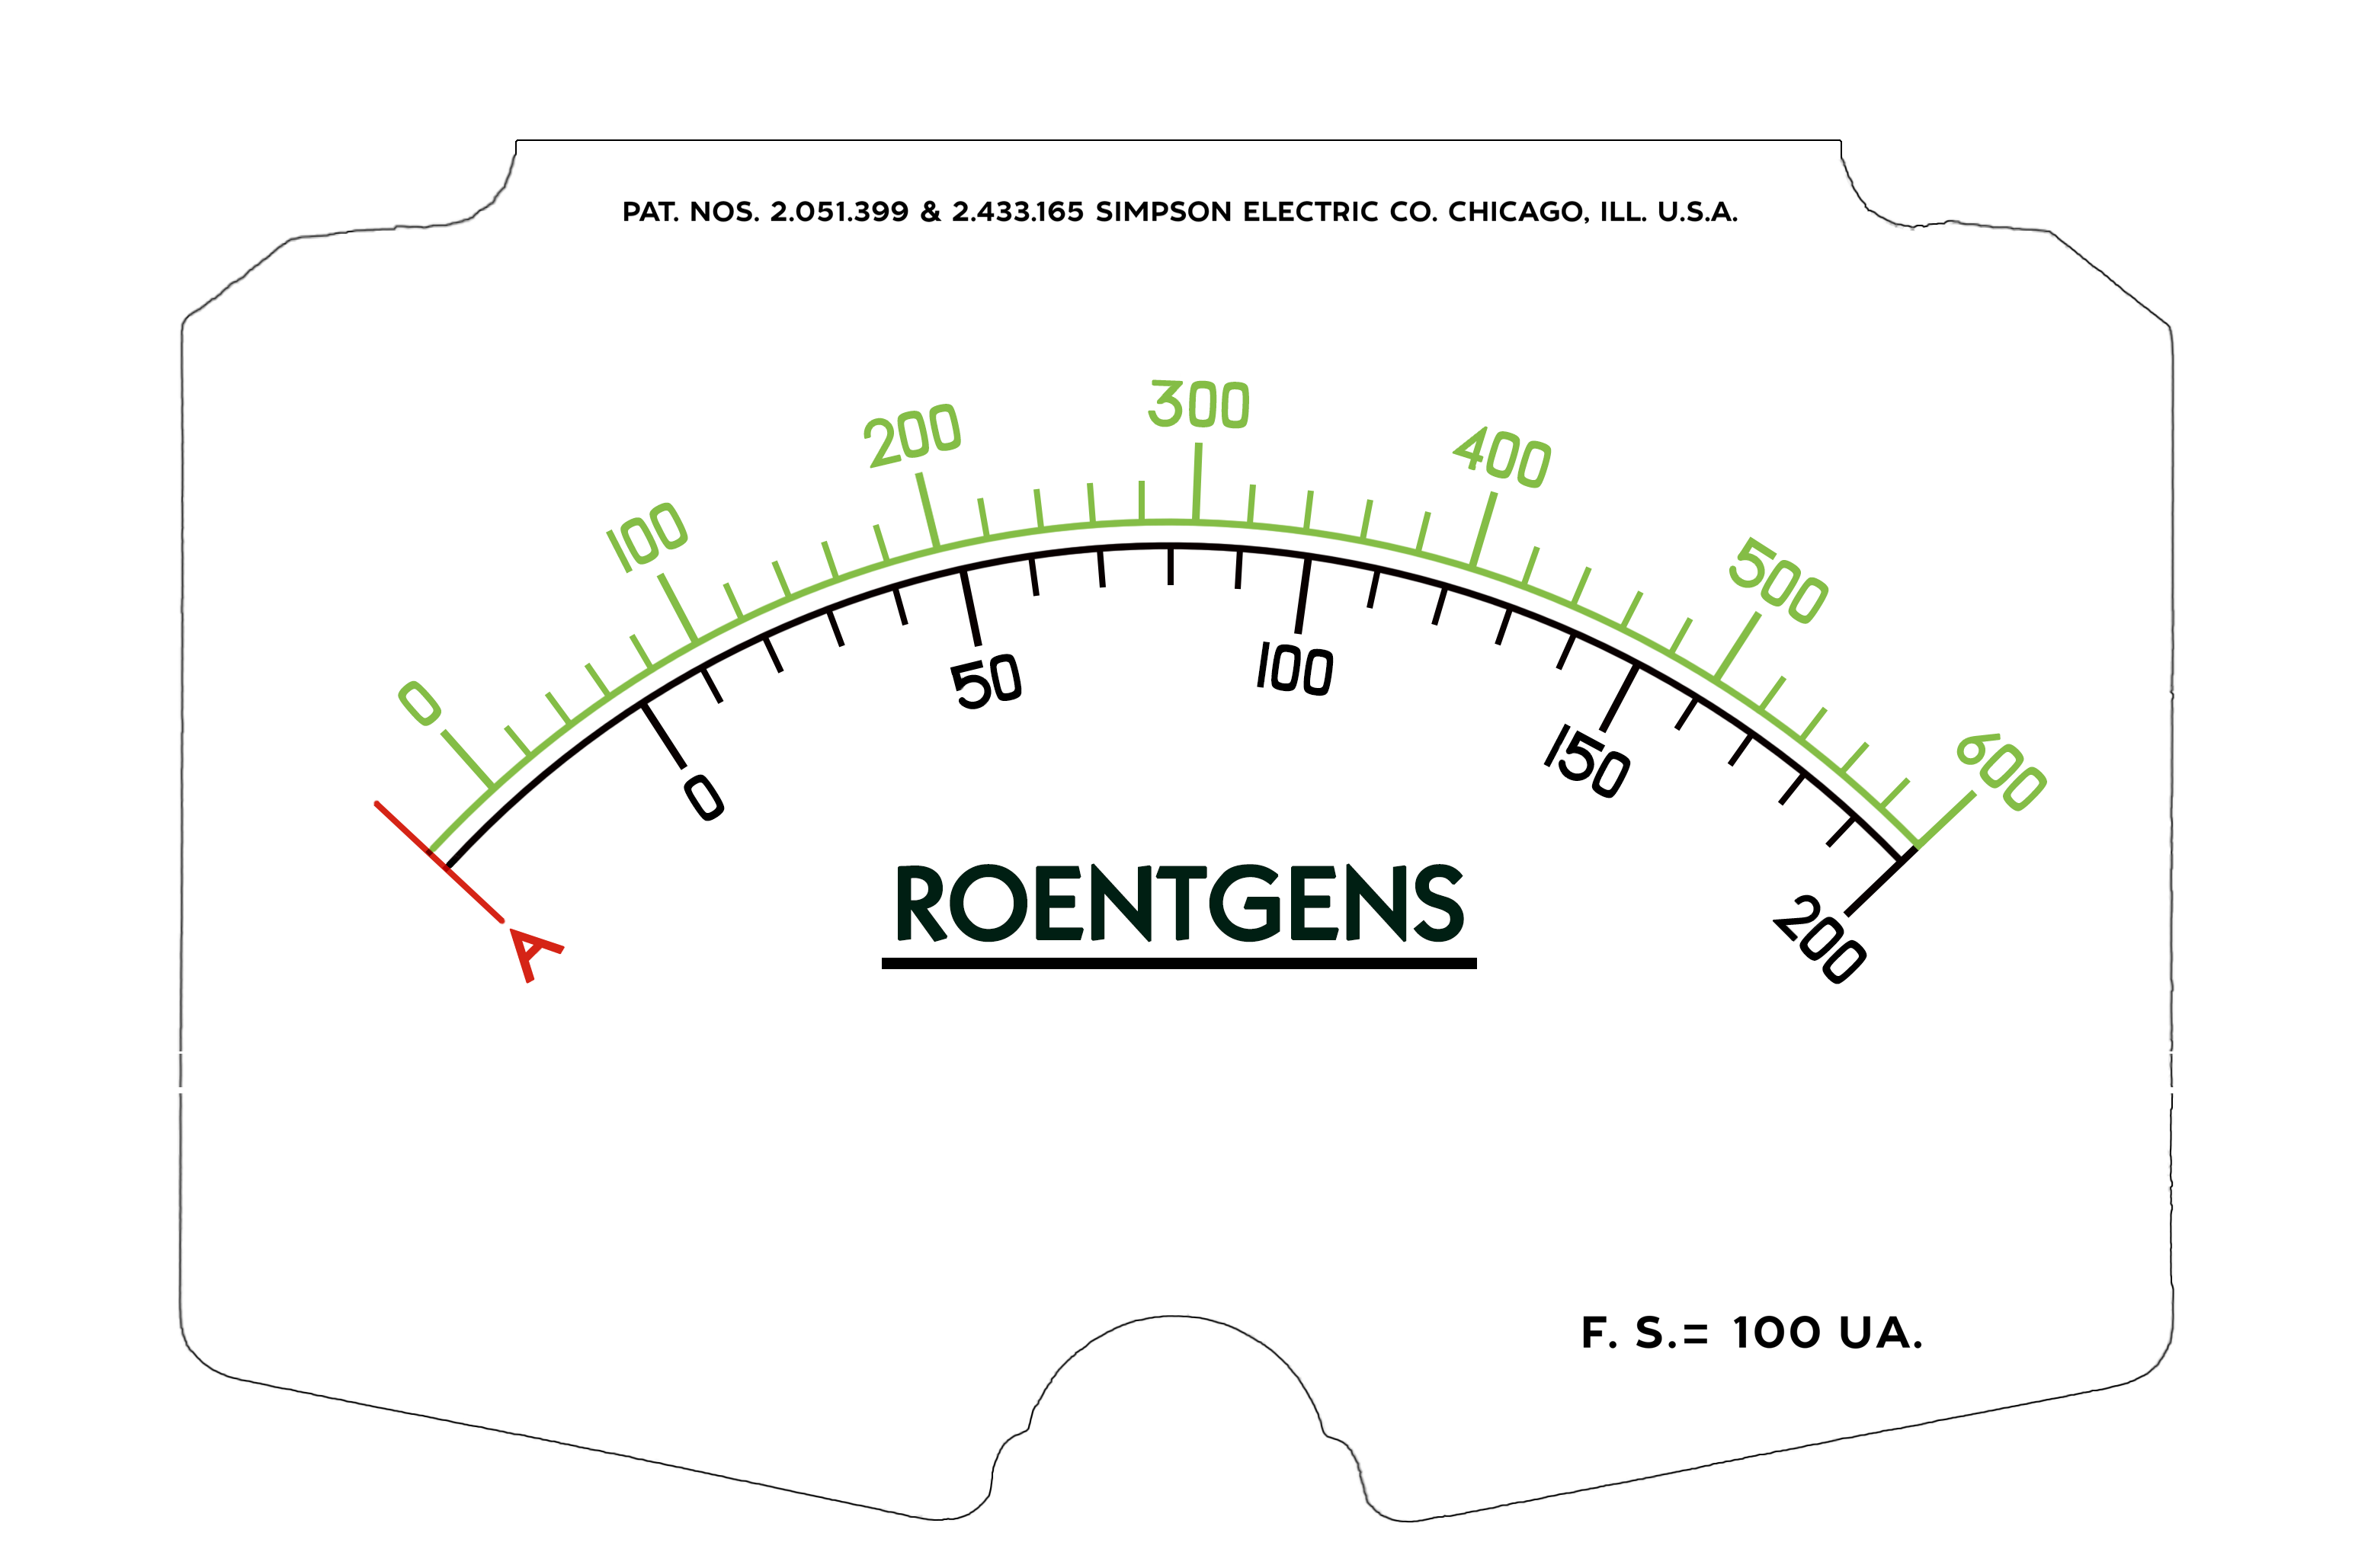 PAT. NOS. 2.051.399 & 2.433.165 SIMPSON ELECTRIC CO. CHICAGO, ILL. U.S.A.
0 100 200 300 400 500 600
0 50 100 150 200
A
ROENTGENS
F. S.= 100 UA.